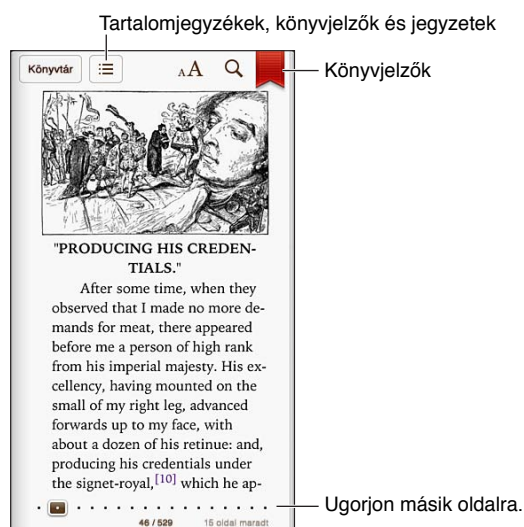 Tartalomjegyzékek, könyvjelzők és jegyzetek
Könyvtár
AA
Könyvjelzők
"PRODUCING HIS CREDEN-
TIALS."
After some time, when they
observed that I made no more de-
mands for meat, there appeared
before me a person of high rank
from his imperial majesty. His ex-
cellency, having mounted on the
small of my right leg, advanced
forwards up to my face, with
about a dozen of his retinue: and,
producing his credentials under
the signet-royal,[10] which he ap-
Ugorjon másik oldalra.
46 / 529
15 oldal maradt